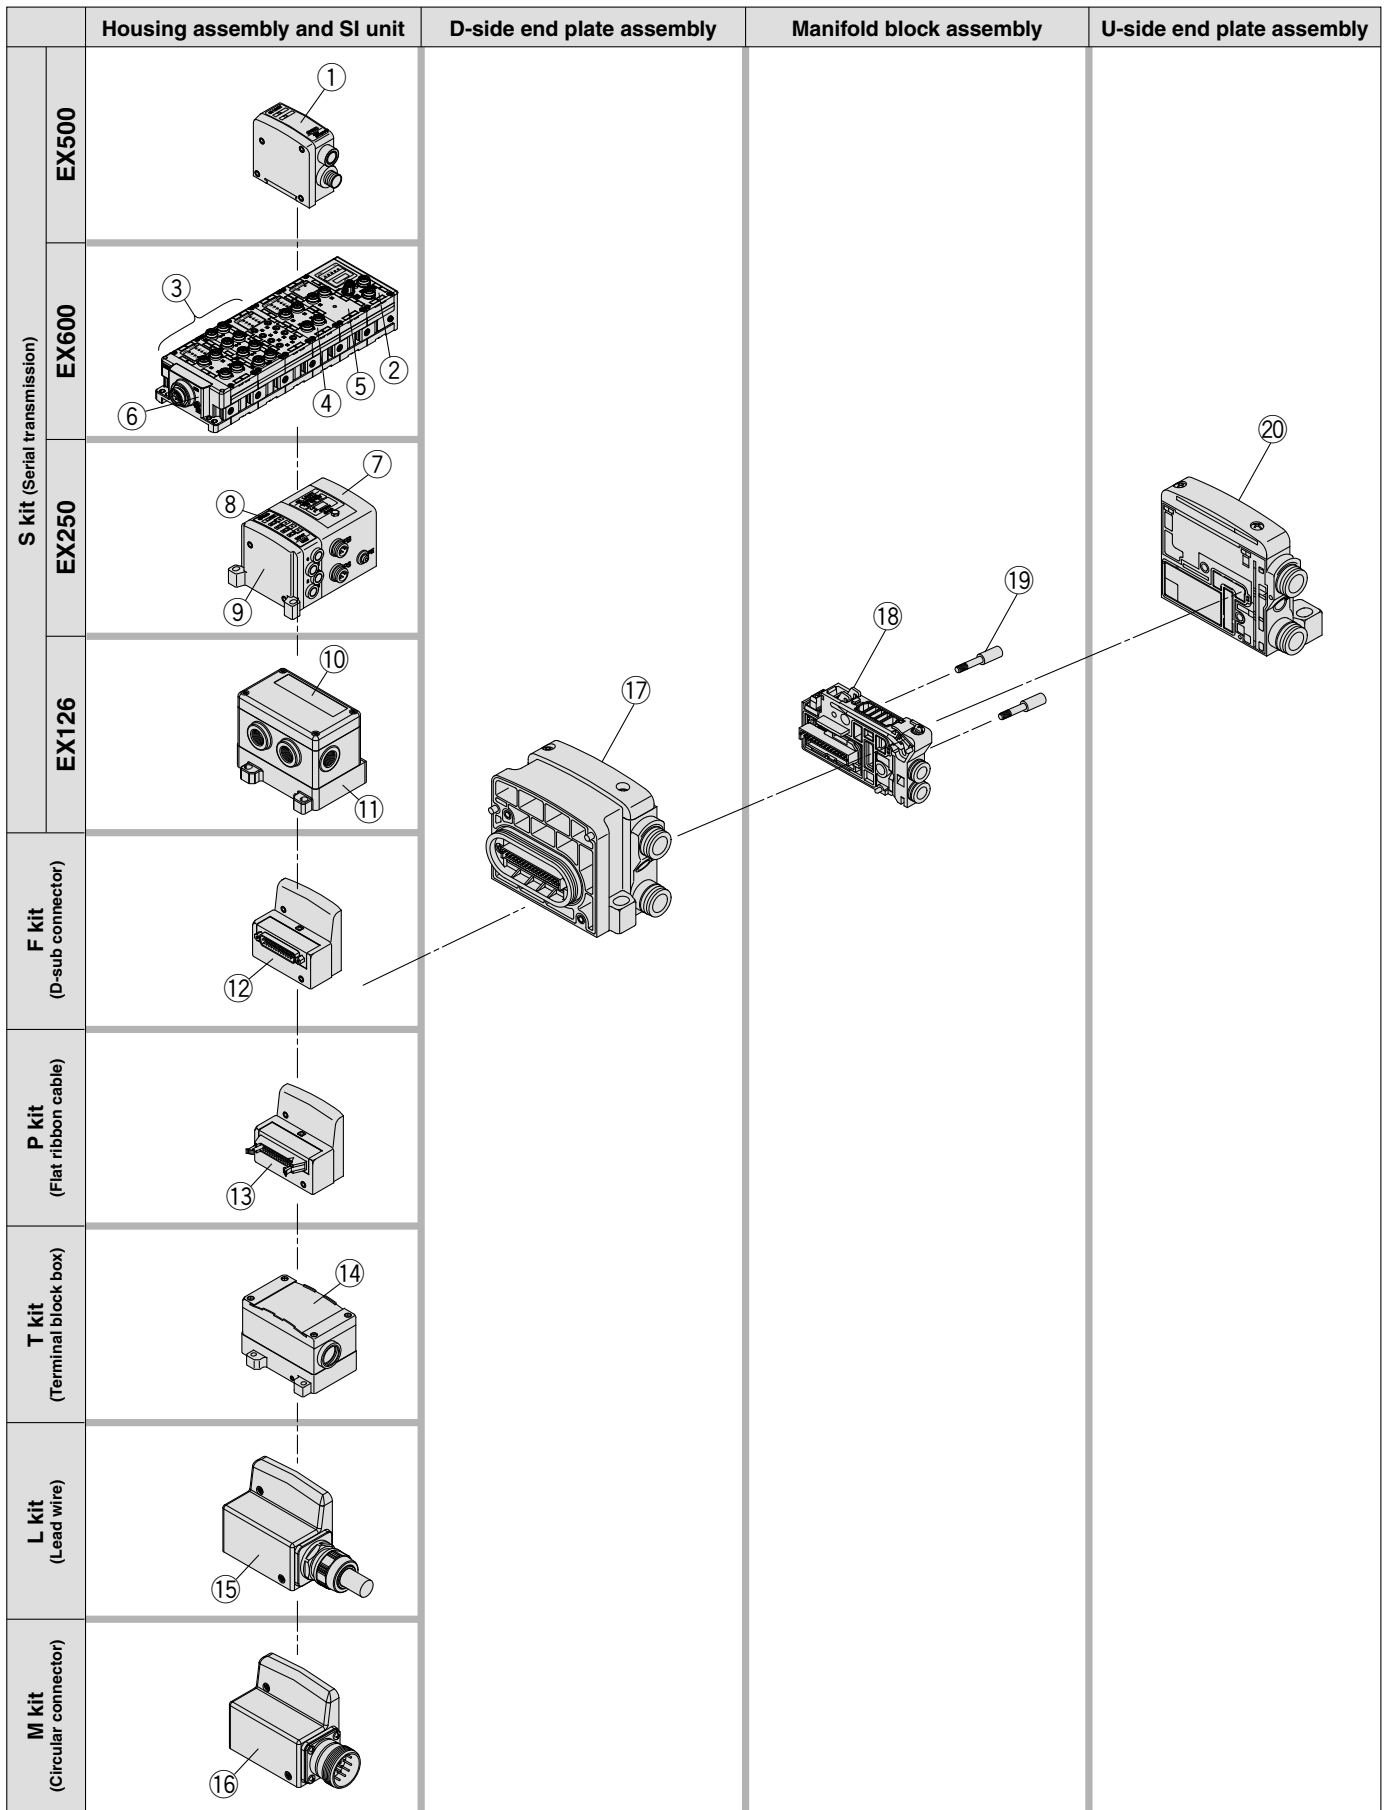 Housing assembly and SI unit
D-side end plate assembly
Manifold block assembly
U-side end plate assembly
S kit (Serial transmission)
EX500
①
EX600
③
②
⑤
④
⑥
EX250
⑦
⑧
⑨
EX126
⑩
⑪
F kit
(D-sub connector)
⑫
P kit
(Flat ribbon cable)
⑬
T kit
(Terminal block box)
⑭
L kit
(Lead wire)
⑮
M kit
(Circular connector)
⑯
⑰
⑱
⑲
⑳